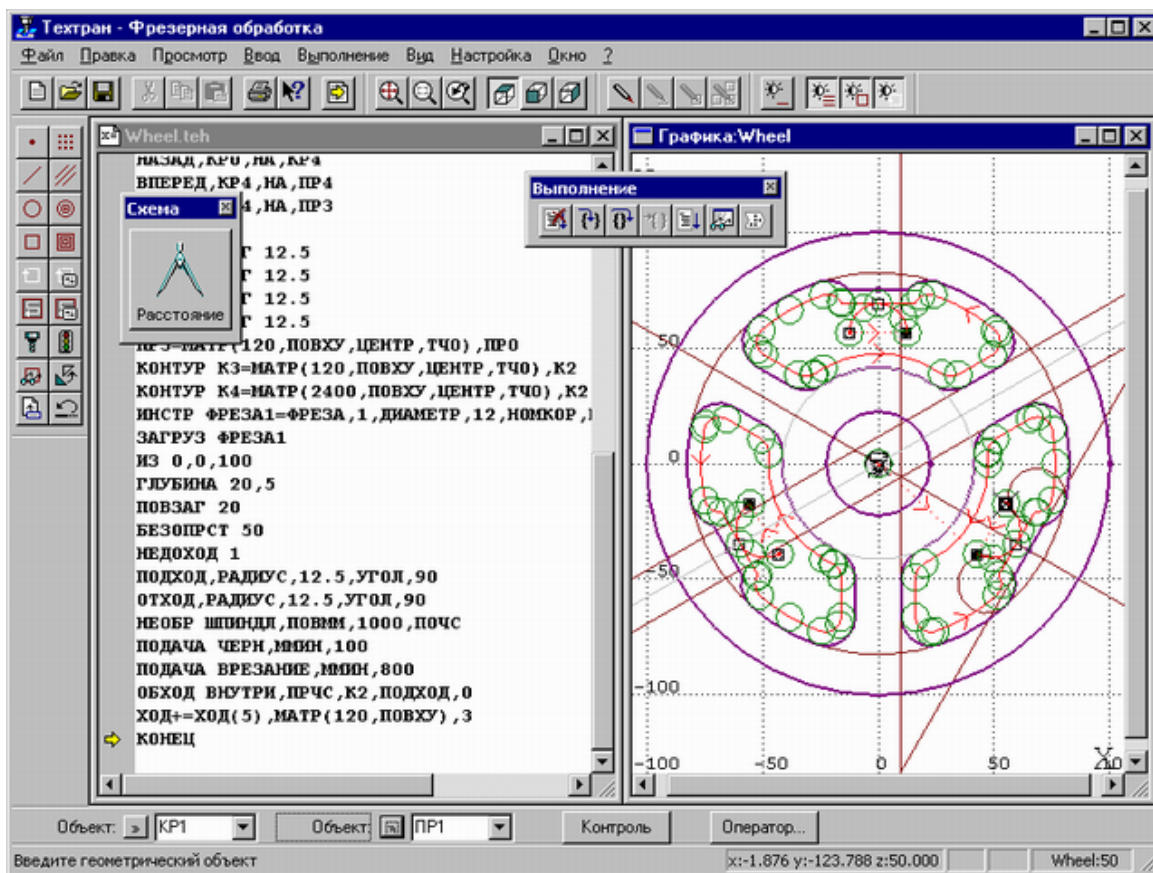 Техтран - Фрезерная обработка
Файл Правка Просмотр Ввод Выполнение Вид Настройка Окно ?
Wheel.teh
НАЗАД,КР0,НА,КР4
ВПЕРЕД,КР4,НА,ПР4
4,НА,ПР3
Г 12.5
Г 12.5
Г 12.5
Г 12.5
ПР3=МАТР(120,ПОВХУ,ЦЕНТР,ТЧ0),ПР0
КОНТУР К3=МАТР(120,ПОВХУ,ЦЕНТР,ТЧ0),К2
КОНТУР К4=МАТР(2400,ПОВХУ,ЦЕНТР,ТЧ0),К2
ИНСТР ФРЕЗА1=ФРЕЗА,1,ДИАМЕТР,12,НОМКОР,
ЗАГРУЗ ФРЕЗА1
ИЗ 0,0,100
ГЛУБИНА 20,5
ПОВЗАГ 20
БЕЗОПРСТ 50
НЕДОХОД 1
ПОДХОД,РАДИУС,12.5,УГОЛ,90
ОТХОД,РАДИУС,12.5,УГОЛ,90
НЕОБР ШПИНДЛ,ПОВММ,1000,ПОЧС
ПОДАЧА ЧЕРН,ММИН,100
ПОДАЧА ВРЕЗАНИЕ,ММИН,800
ОБХОД ВНУТРИ,ПРЧС,К2,ПОДХОД,0
ХОД+=ХОД(5),МАТР(120,ПОВХУ),3
КОНЕЦ
Схема
Расстояние
Графика:Wheel
Выполнение
50
0
-50
-100
-100 -50 0 50
X
Объект: КР1 Объект: ПР1 Контроль Оператор...
Введите геометрический объект x:-1.876 y:-123.788 z:50.000 Wheel:50